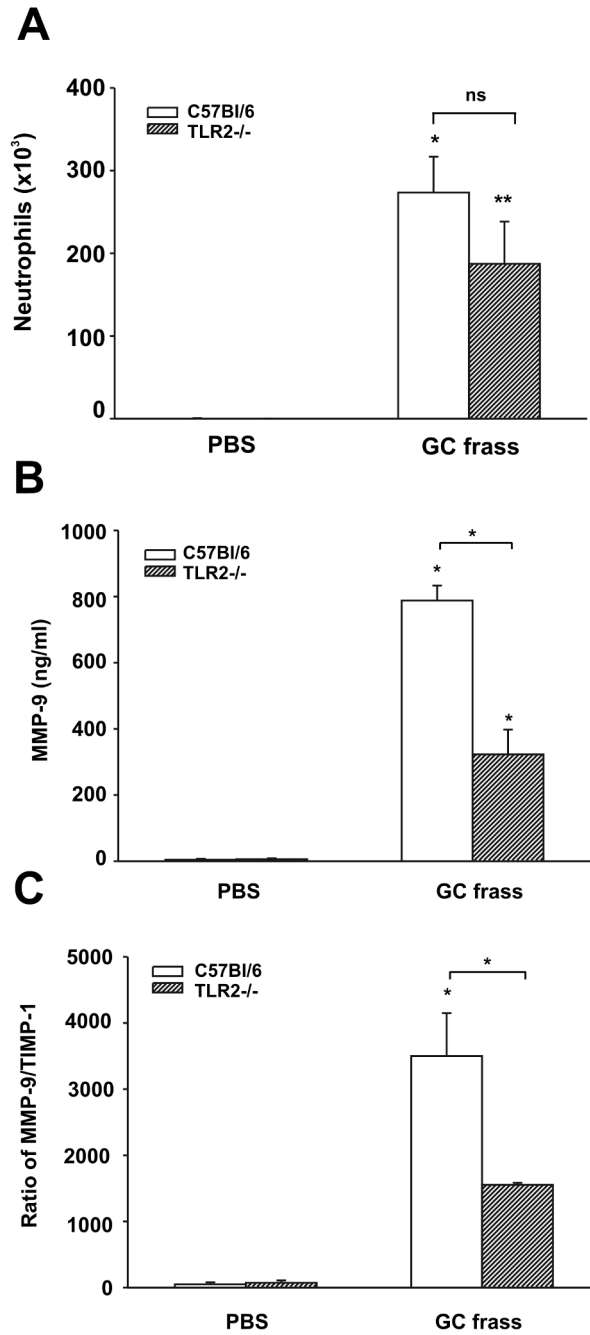 A
Neutrophils (x10³)
400
300
200
100
0
C57Bl/6
TLR2-/-
ns
*
**
PBS
GC frass
B
MMP-9 (ng/ml)
1000
800
600
400
200
0
C57Bl/6
TLR2-/-
*
*
*
PBS
GC frass
C
Ratio of MMP-9/TIMP-1
5000
4000
3000
2000
1000
0
C57Bl/6
TLR2-/-
*
*
PBS
GC frass